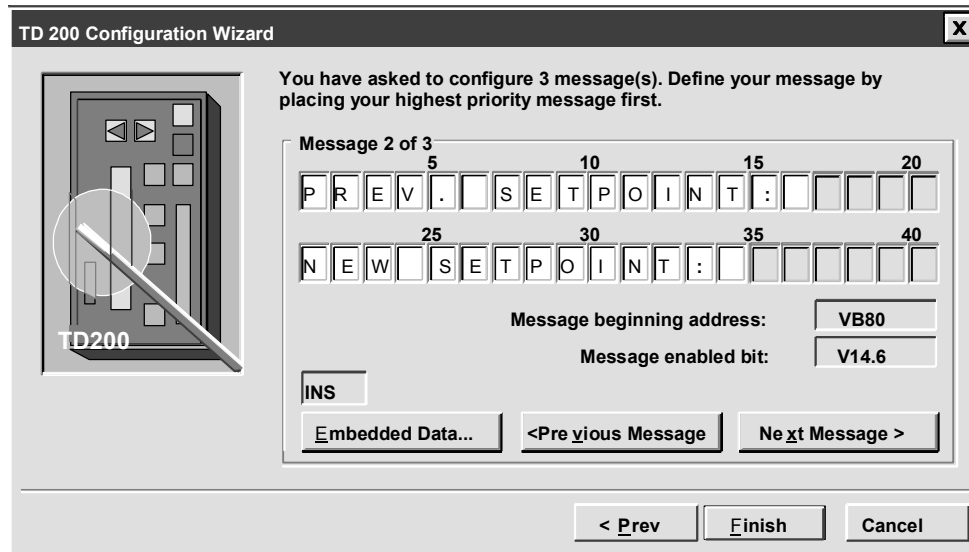 TD 200 Configuration Wizard
X
You have asked to configure 3 message(s). Define your message by
placing your highest priority message first.
Message 2 of 3
5 10 15 20
PREV. SETPOINT:
25 30 35 40
NEW SETPOINT:
Message beginning address: VB80
TD200
Message enabled bit: V14.6
INS
Embedded Data... <Previous Message Next Message >
< Prev Finish Cancel